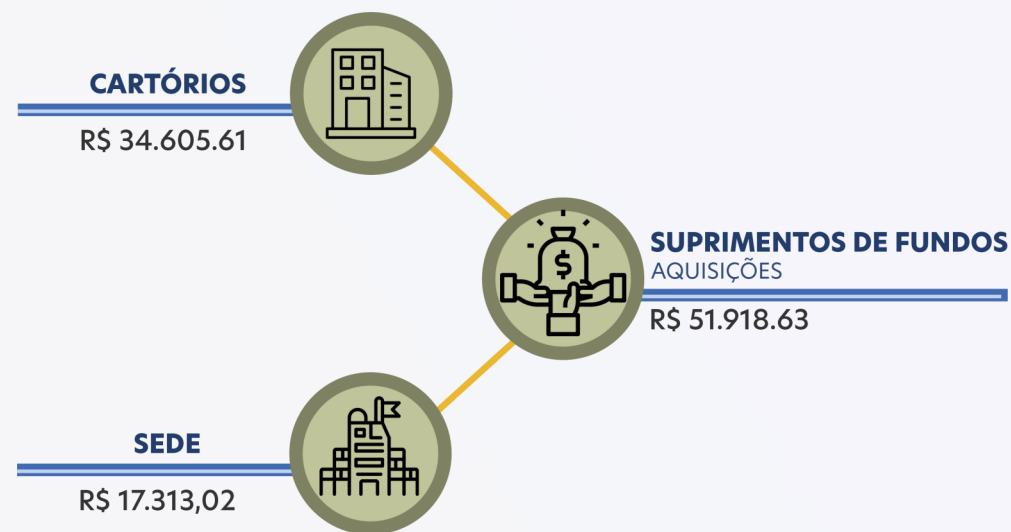 CARTÓRIOS
R$ 34.605.61
SUPRIMENTOS DE FUNDOS
AQUISIÇÕES
R$ 51.918.63
$
SEDE
R$ 17.313,02